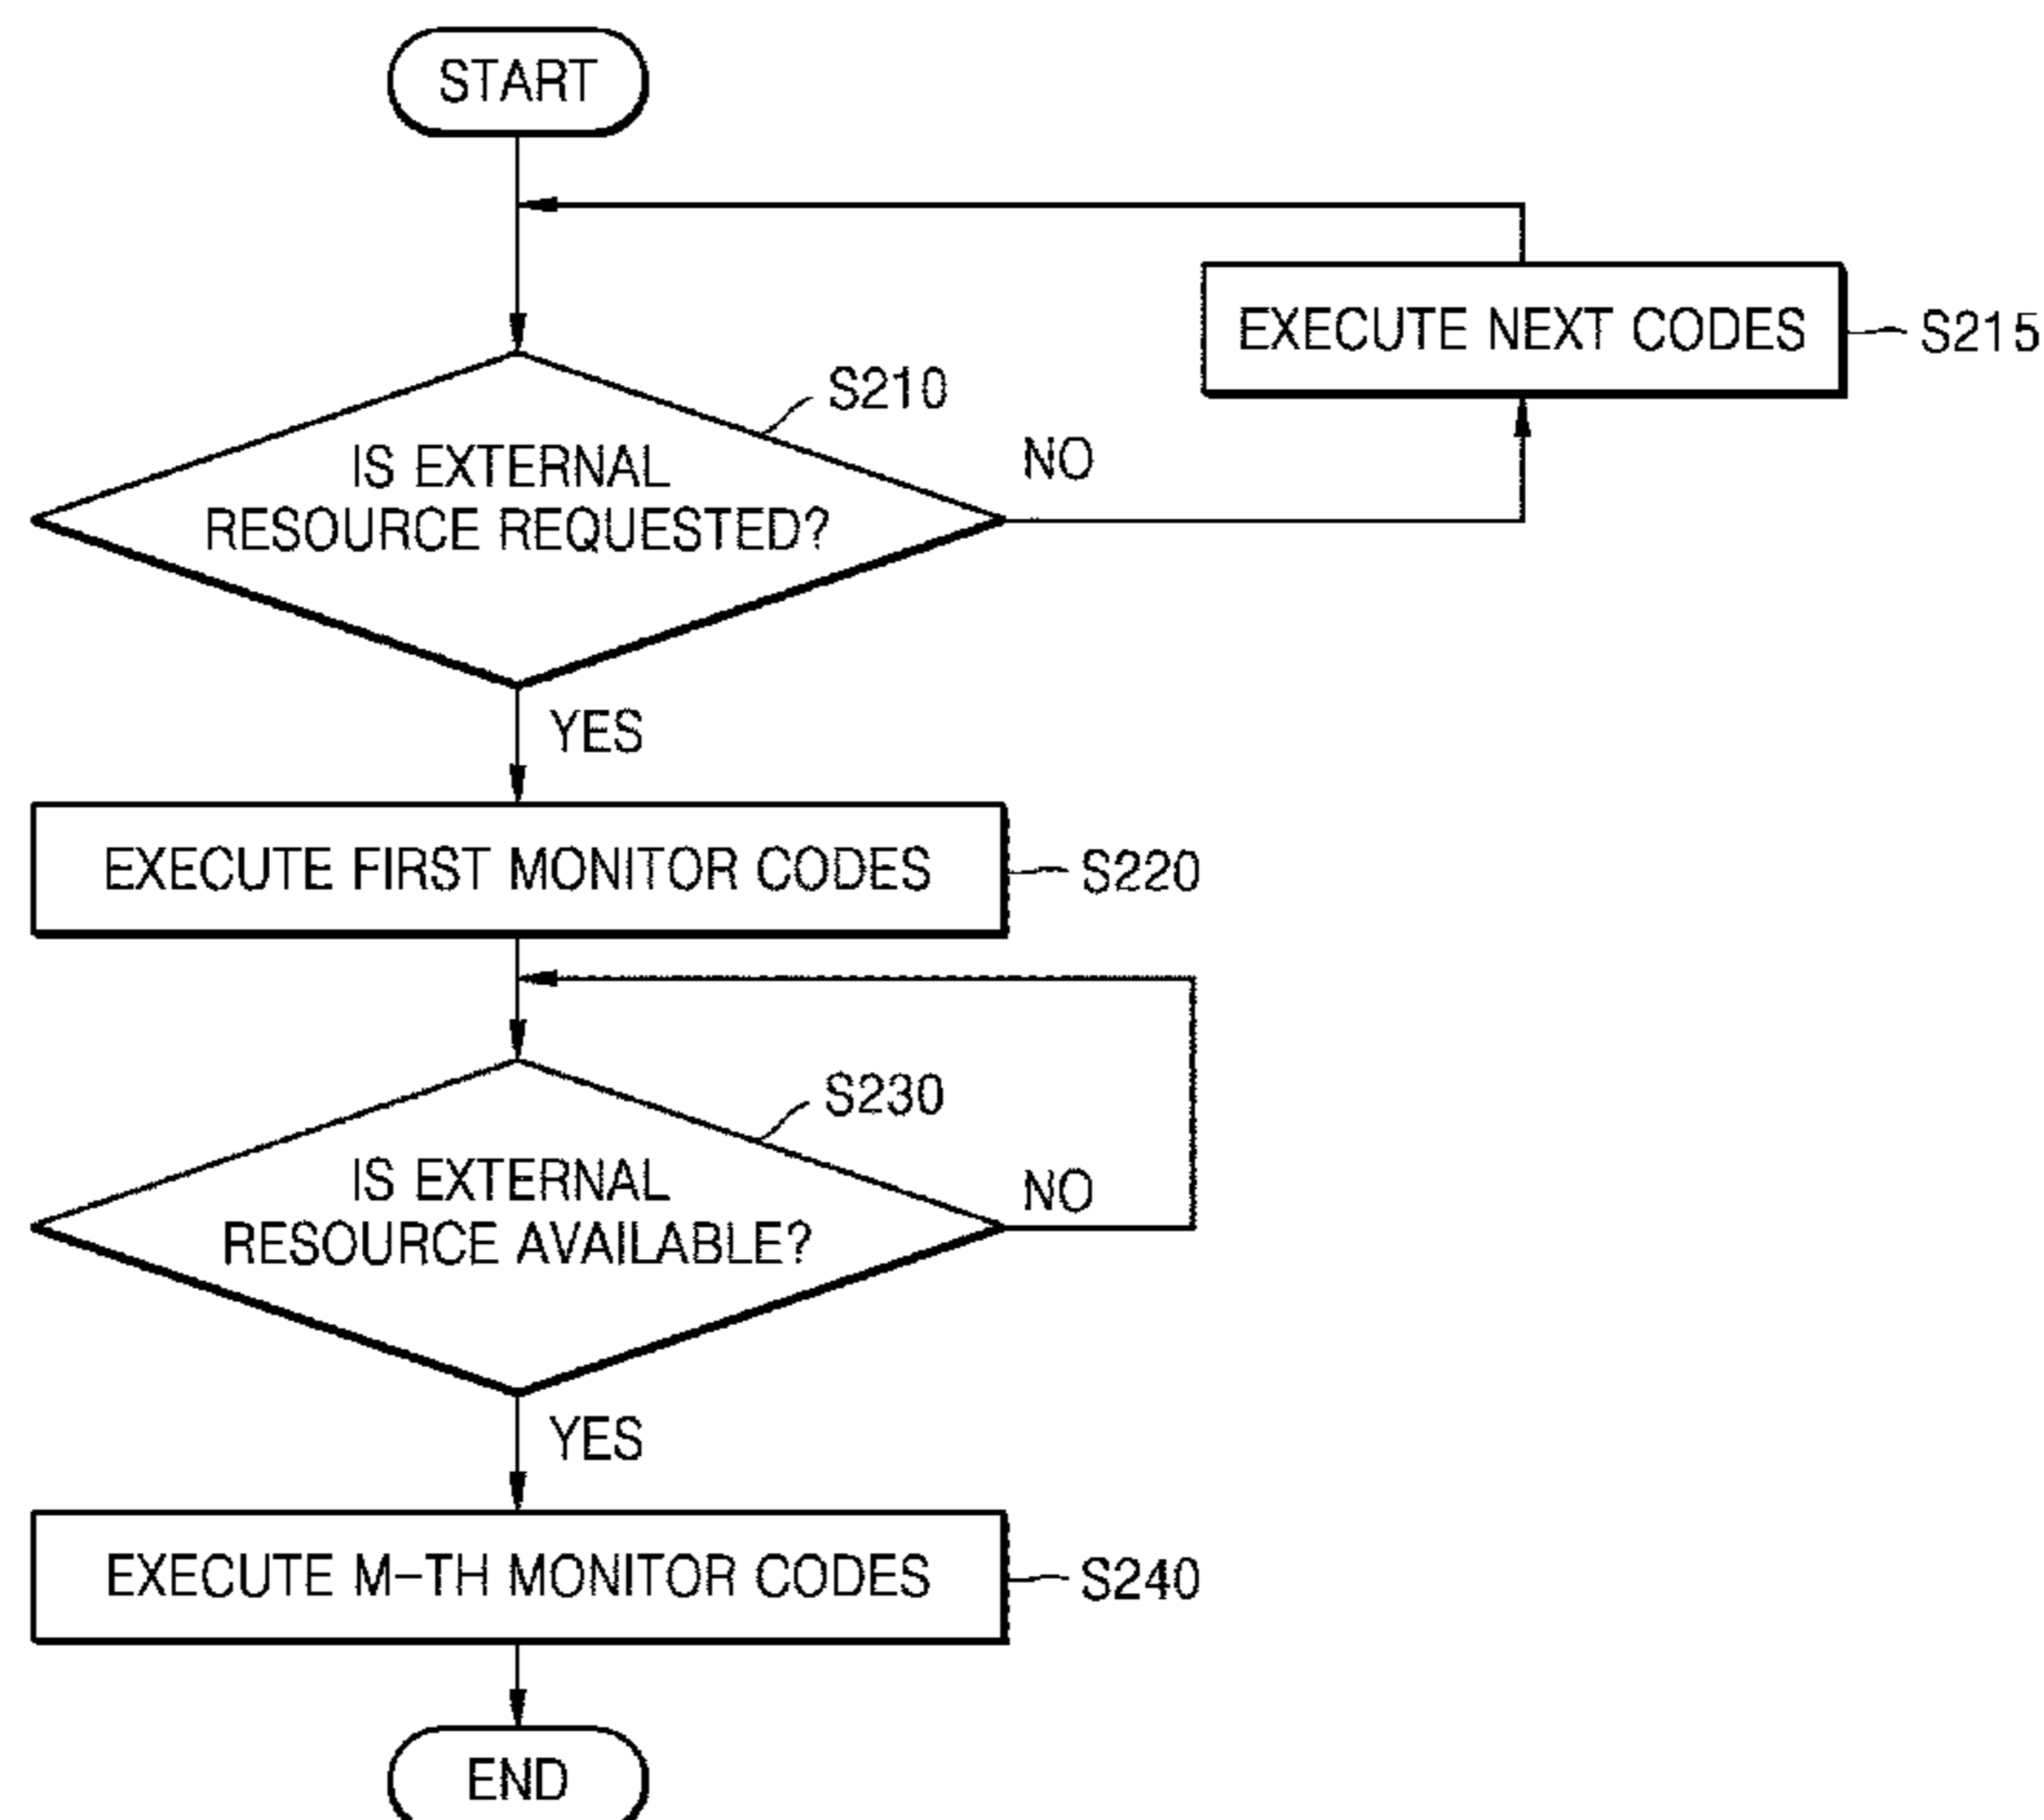 START
EXECUTE NEXT CODES
S215
S210
IS EXTERNAL
RESOURCE REQUESTED?
NO
YES
EXECUTE FIRST MONITOR CODES
S220
S230
IS EXTERNAL
RESOURCE AVAILABLE?
NO
YES
EXECUTE M-TH MONITOR CODES
S240
END